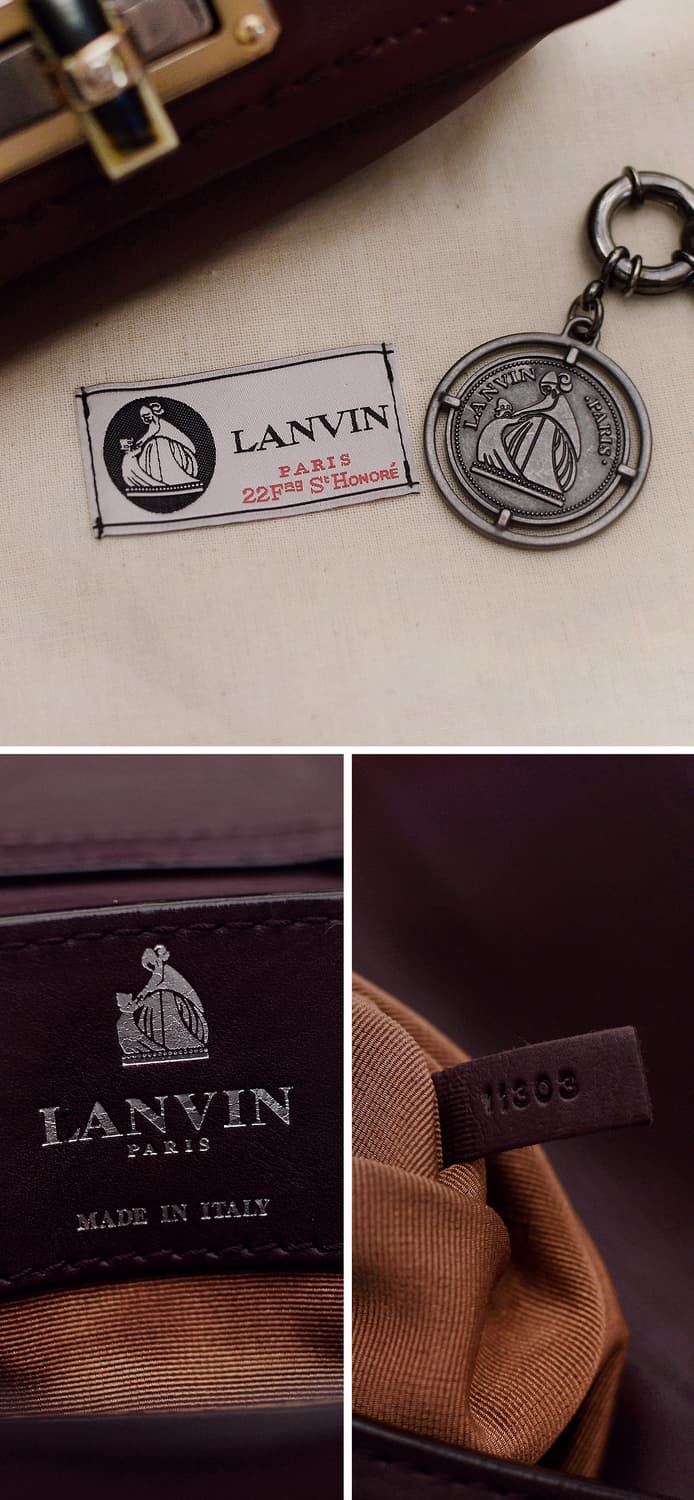 LANVIN
PARIS
22FBG ST HONORÉ
LANVIN · PARIS ·
LANVIN
PARIS
MADE IN ITALY
11303